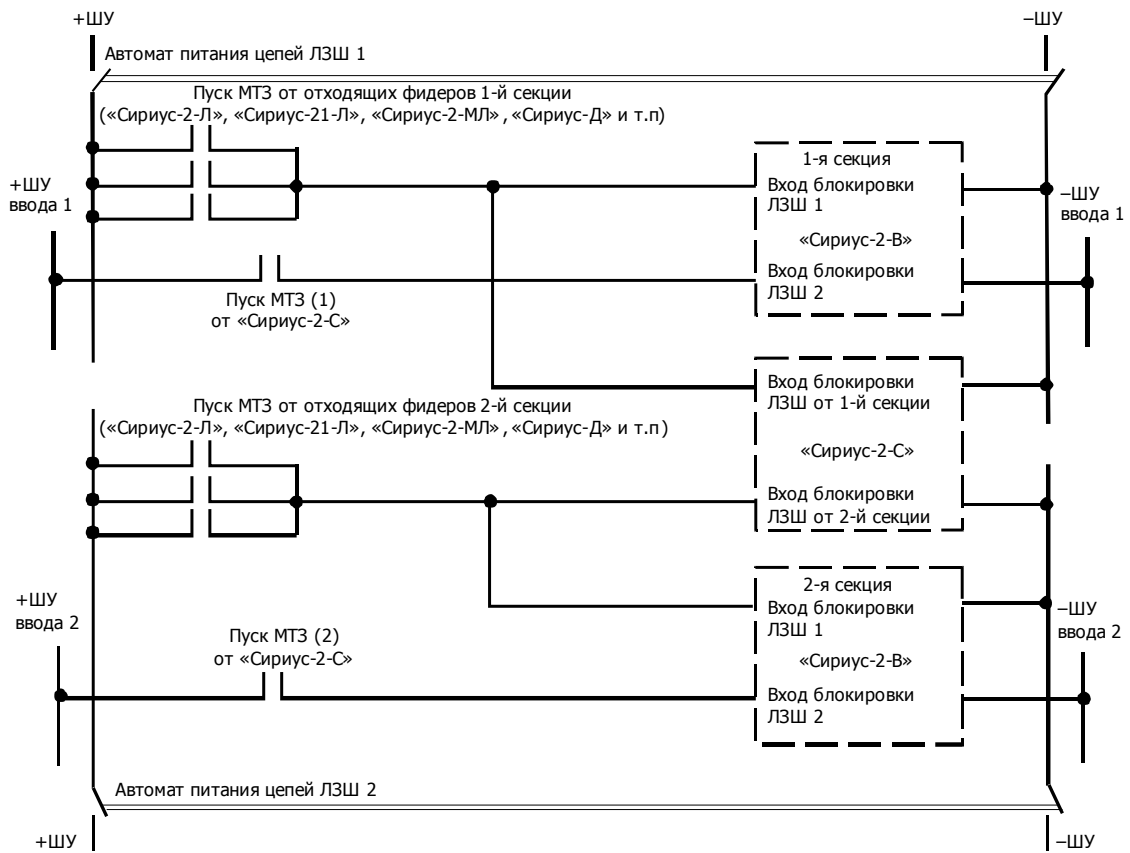 +ШУ
–ШУ
Автомат питания цепей ЛЗШ 1
Пуск МТЗ от отходящих фидеров 1-й секции
(«Сириус-2-Л», «Сириус-21-Л», «Сириус-2-МЛ» , «Сириус-Д» и т.п)
+ШУ
ввода 1
1-я секция
Вход блокировки
ЛЗШ 1
«Сириус-2-В»
Вход блокировки
ЛЗШ 2
–ШУ
ввода 1
Пуск МТЗ (1)
от «Сириус-2-С»
Вход блокировки
ЛЗШ от 1-й секции
«Сириус-2-С»
Вход блокировки
ЛЗШ от 2-й секции
Пуск МТЗ от отходящих фидеров 2-й секции
(«Сириус-2-Л», «Сириус-21-Л», «Сириус-2-МЛ» , «Сириус-Д» и т.п)
+ШУ
ввода 2
2-я секция
Вход блокировки
ЛЗШ 1
«Сириус-2-В»
Вход блокировки
ЛЗШ 2
–ШУ
ввода 2
Пуск МТЗ (2)
от «Сириус-2-С»
Автомат питания цепей ЛЗШ 2
+ШУ
–ШУ